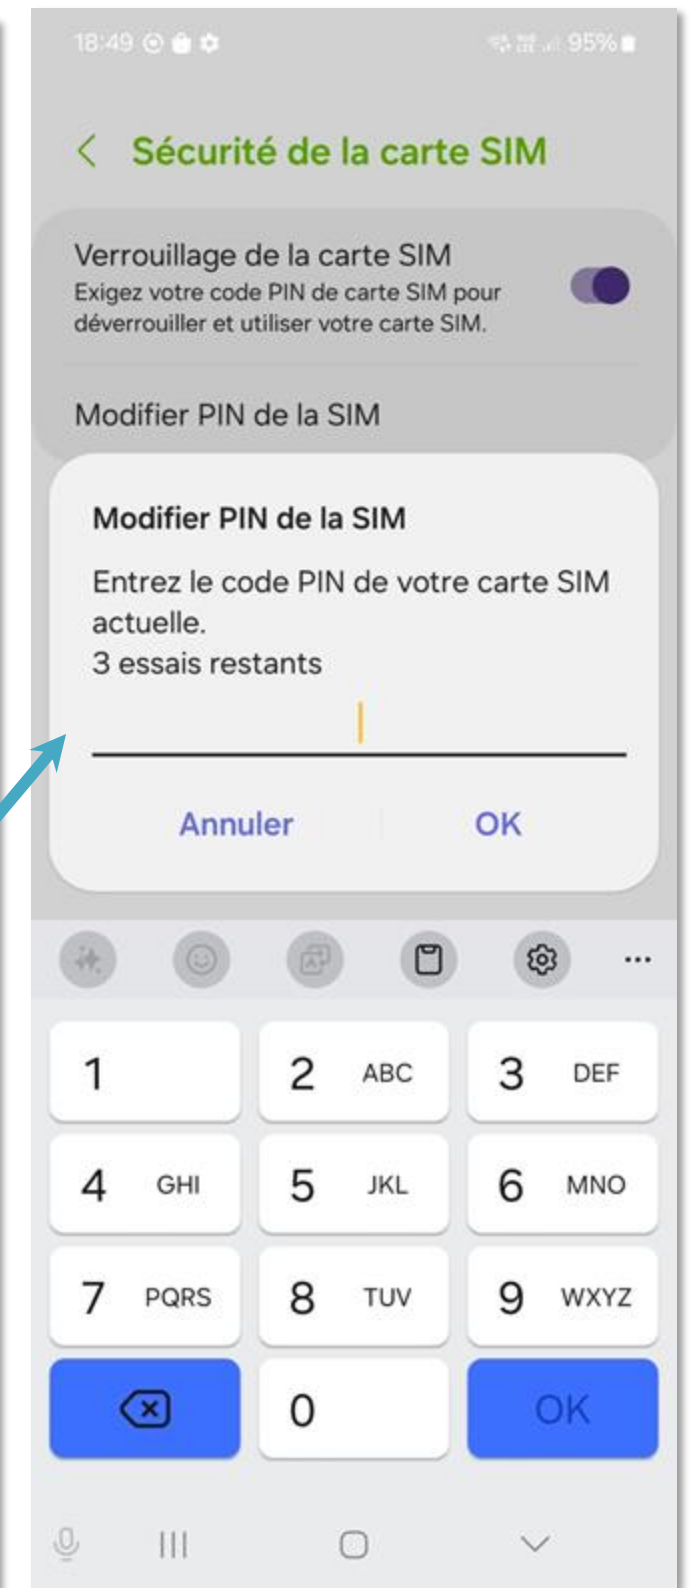 18:49
95%
Sécurité de la carte SIM
Verrouillage de la carte SIM
Exigez votre code PIN de carte SIM pour
déverrouiller et utiliser votre carte SIM.
Modifier PIN de la SIM
Modifier PIN de la SIM
Entrez le code PIN de votre carte SIM
actuelle.
3 essais restants
Annuler OK
1 2 ABC 3 DEF
4 GHI 5 JKL 6 MNO
7 PQRS 8 TUV 9 WXYZ
0 OK